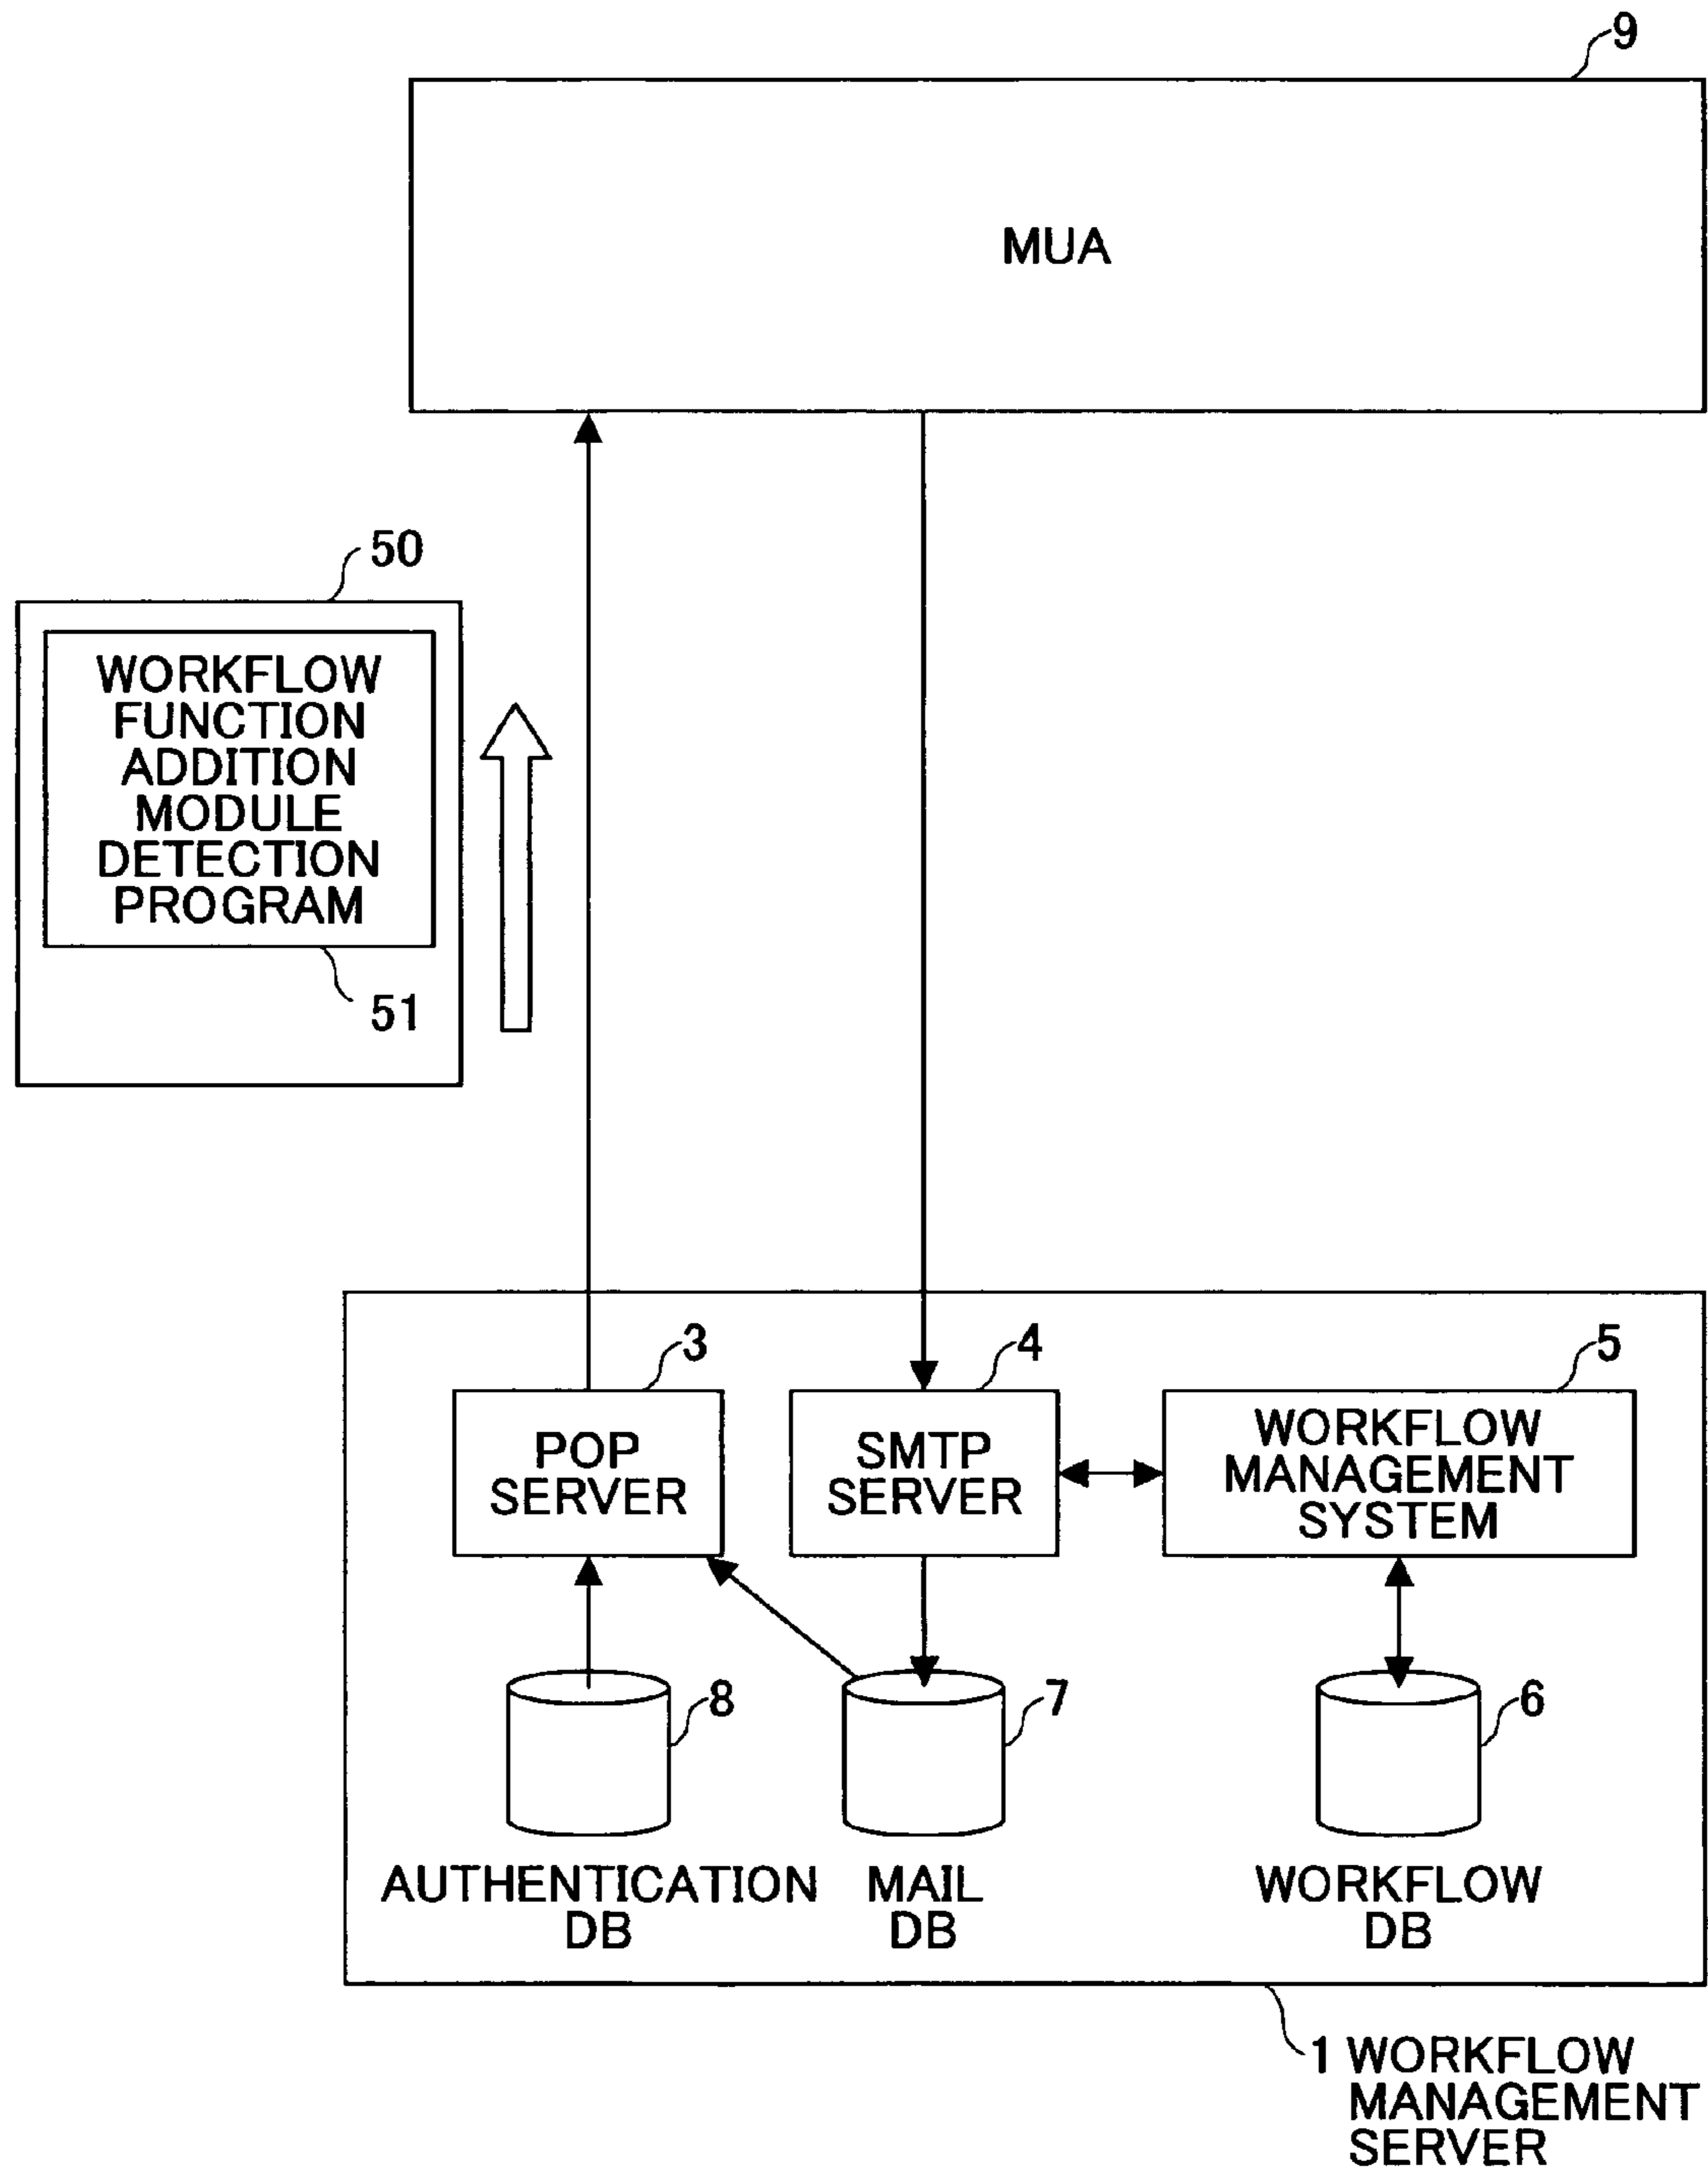 9
MUA
50
WORKFLOW
FUNCTION
ADDITION
MODULE
DETECTION
PROGRAM
51
3
4
5
POP
SERVER
SMTP
SERVER
WORKFLOW
MANAGEMENT
SYSTEM
8
7
6
AUTHENTICATION
DB
MAIL
DB
WORKFLOW
DB
1 WORKFLOW
MANAGEMENT
SERVER